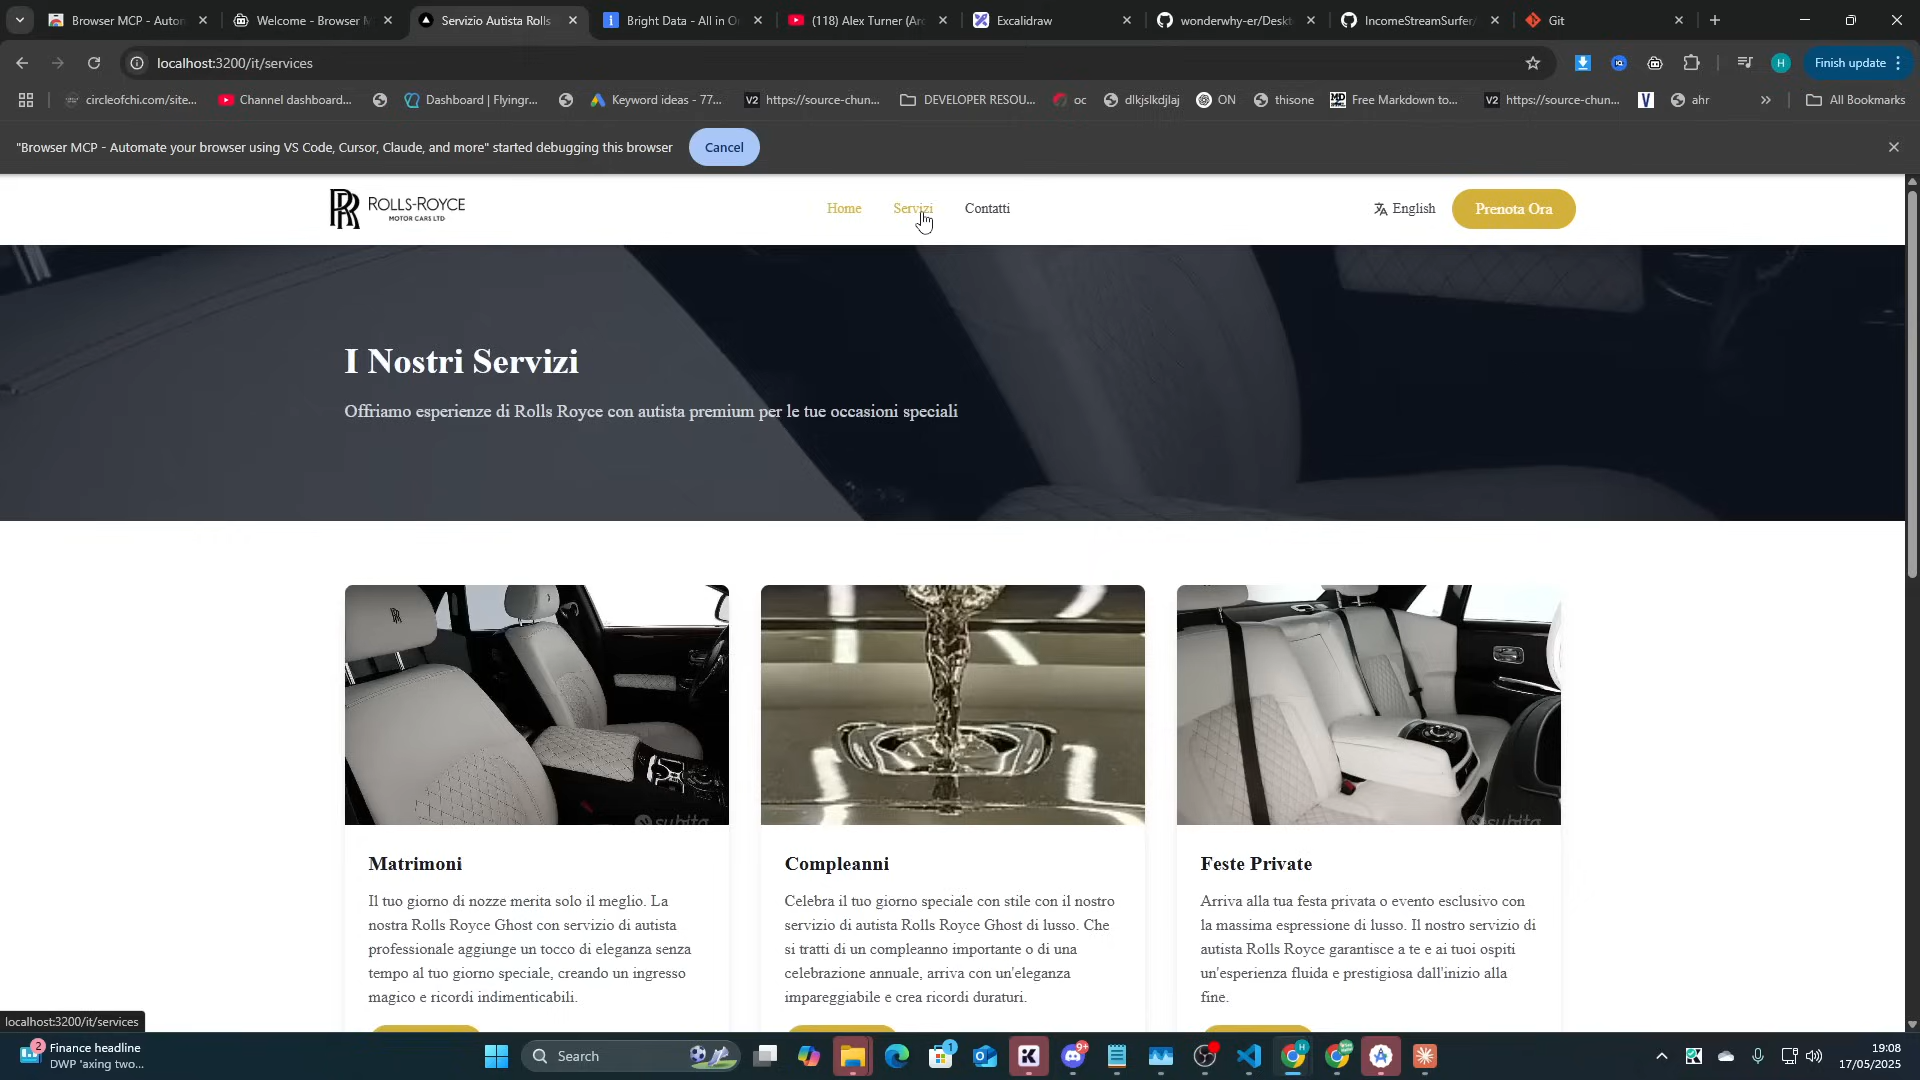 Browser MCP - Auton
Welcome - Browser M
Servizio Autista Rolls
Bright Data - All in O
(118) Alex Turner (Ar
Excalidraw
wonderwhy-er/Deskt
IncomeStreamSurfer/
Git
localhost:3200/it/services
Finish update
circleofchi.com/site...
Channel dashboard...
Dashboard | Flyingr...
Keyword ideas - 77...
https://source-chun...
DEVELOPER RESOU...
oc
dlkjslkdjlaj
ON
thisone
Free Markdown to...
https://source-chun...
ahr
All Bookmarks
"Browser MCP - Automate your browser using VS Code, Cursor, Claude, and more" started debugging this browser
Cancel
ROLLS-ROYCE
MOTOR CARS LTD
Home
Servizi
Contatti
English
Prenota Ora
I Nostri Servizi
Offriamo esperienze di Rolls Royce con autista premium per le tue occasioni speciali
subito
subito
Matrimoni
Il tuo giorno di nozze merita solo il meglio. La
nostra Rolls Royce Ghost con servizio di autista
professionale aggiunge un tocco di eleganza senza
tempo al tuo giorno speciale, creando un ingresso
magico e ricordi indimenticabili.
Compleanni
Celebra il tuo giorno speciale con stile con il nostro
servizio di autista Rolls Royce Ghost di lusso. Che
si tratti di un compleanno importante o di una
celebrazione annuale, arriva con un'eleganza
impareggiabile e crea ricordi duraturi.
Feste Private
Arriva alla tua festa privata o evento esclusivo con
la massima espressione di lusso. Il nostro servizio di
autista Rolls Royce garantisce a te e ai tuoi ospiti
un'esperienza fluida e prestigiosa dall'inizio alla
fine.
localhost:3200/it/services
2
Finance headline
DWP 'axing two...
Search
1
9+
19:08
17/05/2025